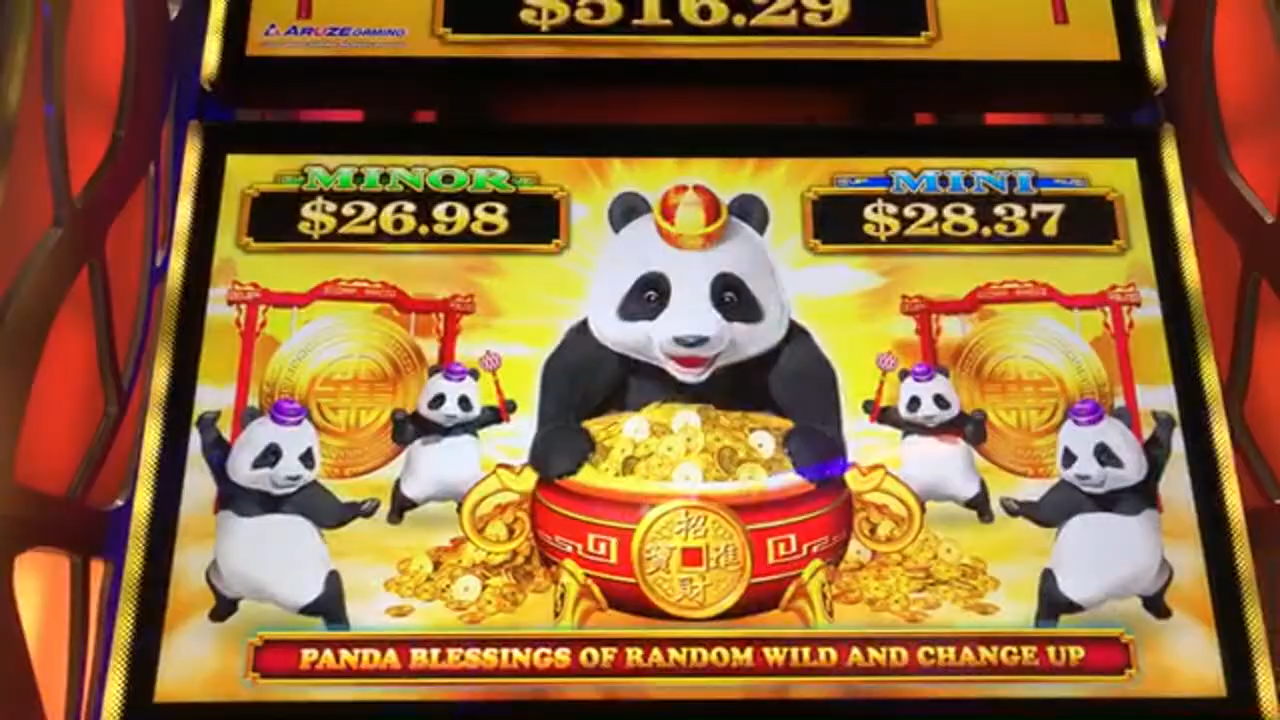 $516.29
ARUZE GAMING
MINOR
$26.98
MINI
$28.37
招
寶 進
財
PANDA BLESSINGS OF RANDOM WILD AND CHANGE UP